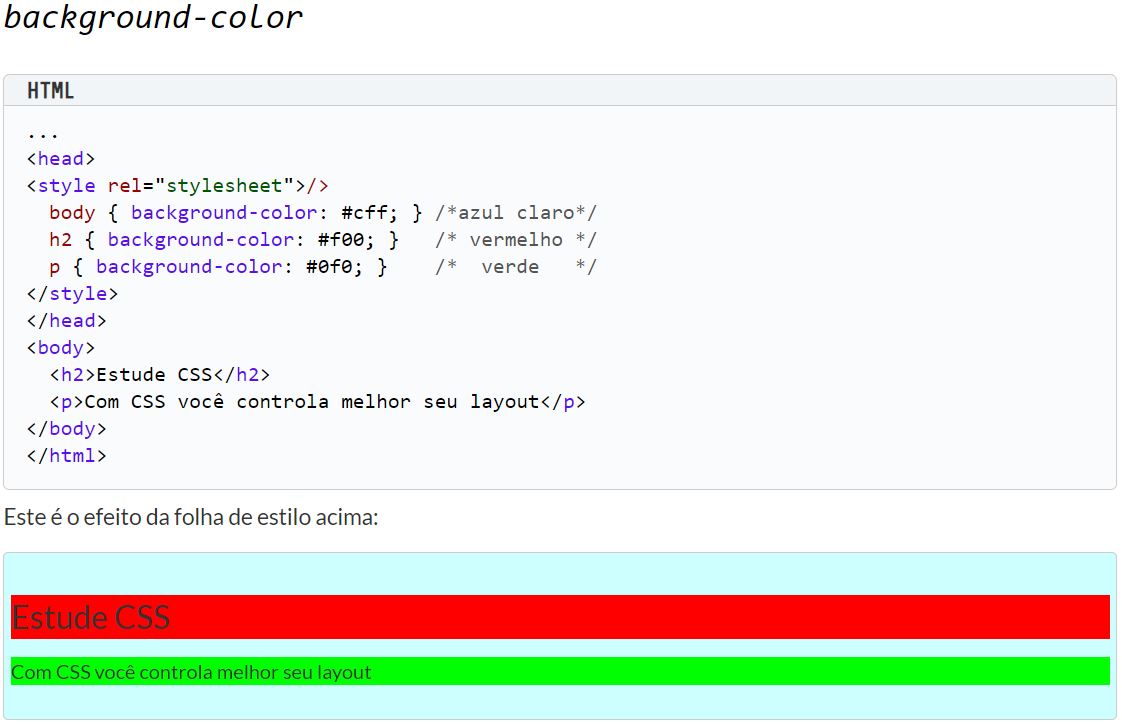 background-color
HTML
...
<head>
<style rel="stylesheet">/>
  body { background-color: #cff; } /*azul claro*/
  h2 { background-color: #f00; }   /* vermelho */
  p { background-color: #0f0; }    /*  verde   */
</style>
</head>
<body>
  <h2>Estude CSS</h2>
  <p>Com CSS você controla melhor seu layout</p>
</body>
</html>
Este é o efeito da folha de estilo acima:
Estude CSS
Com CSS você controla melhor seu layout